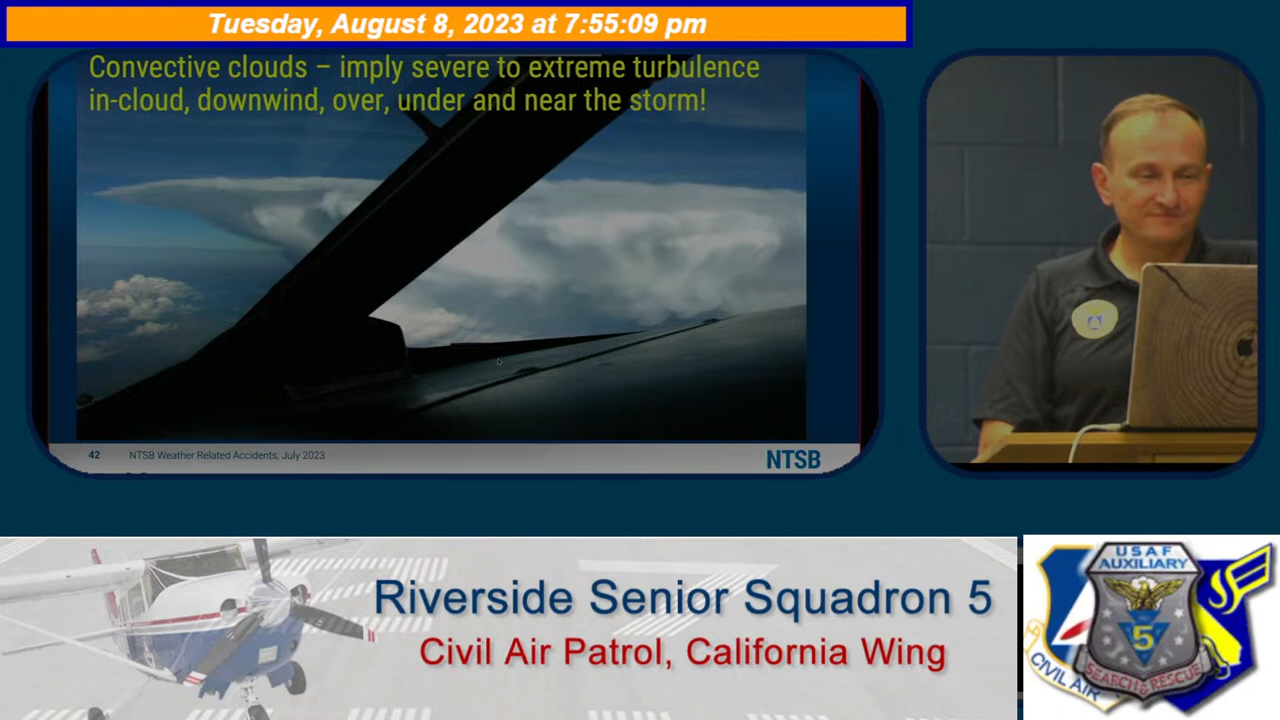 Tuesday, August 8, 2023 at 7:55:09 pm
Convective clouds – imply severe to extreme turbulence
in-cloud, downwind, over, under and near the storm!
42 NTSB Weather Related Accidents, July 2023
NTSB
Riverside Senior Squadron 5
Civil Air Patrol, California Wing
USAF
AUXILIARY
5
SEARCH & RESCUE
CIVIL AIR